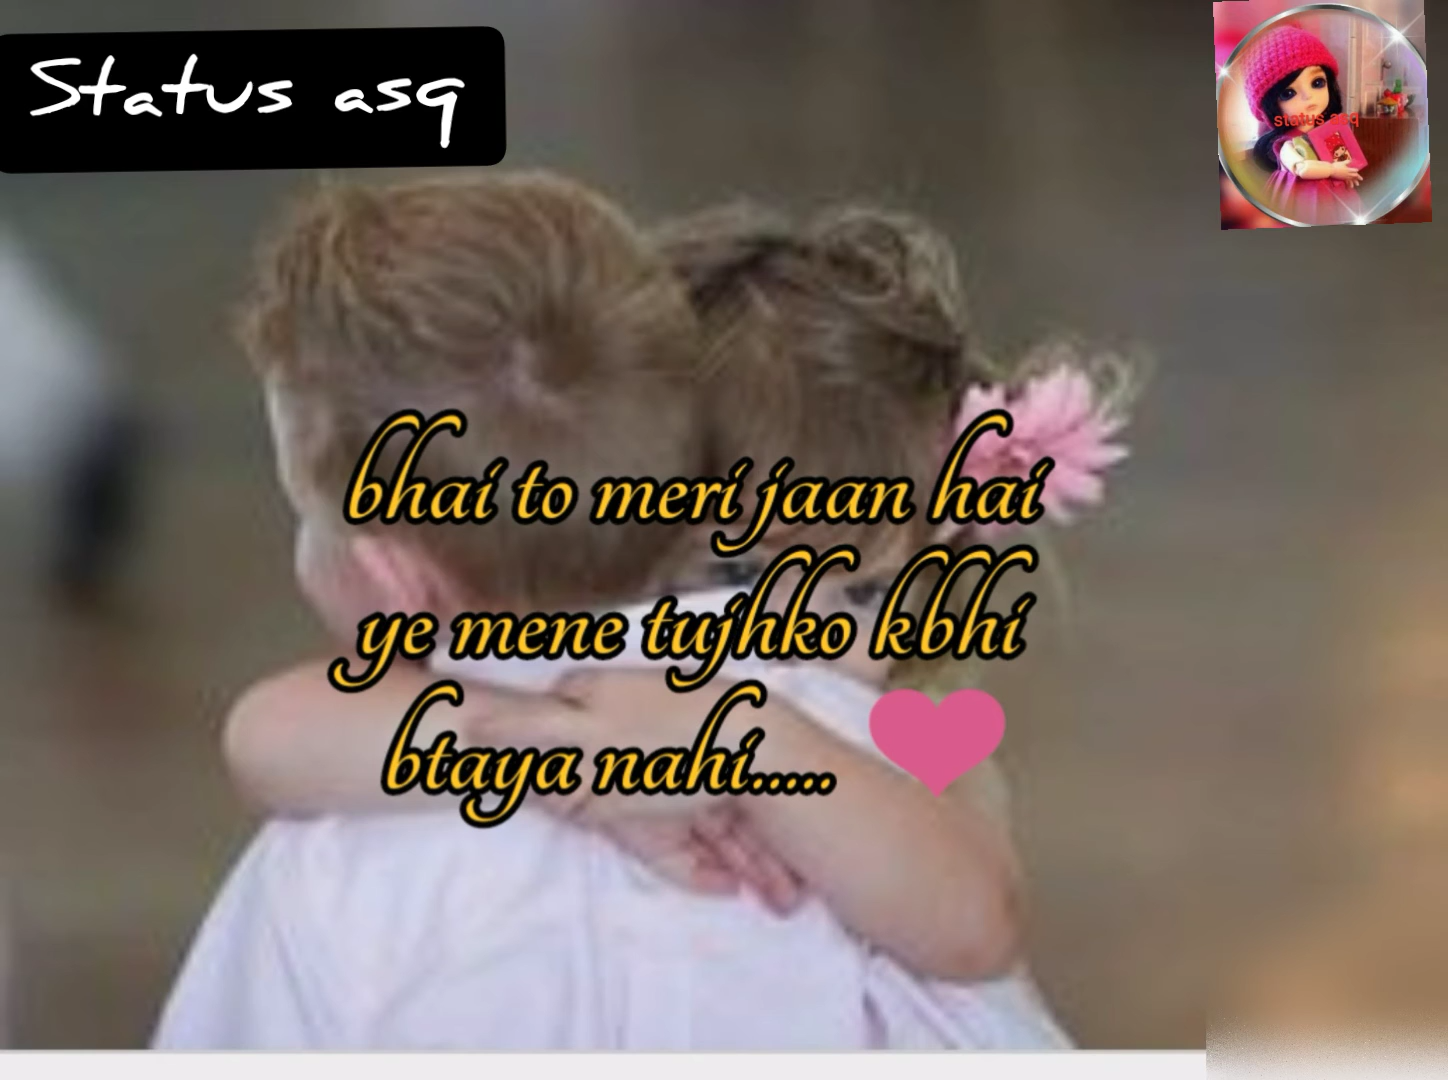 Status asq
status asq
bhai to meri jaan hai
ye mene tujhko kbhi
btaya nahi.....